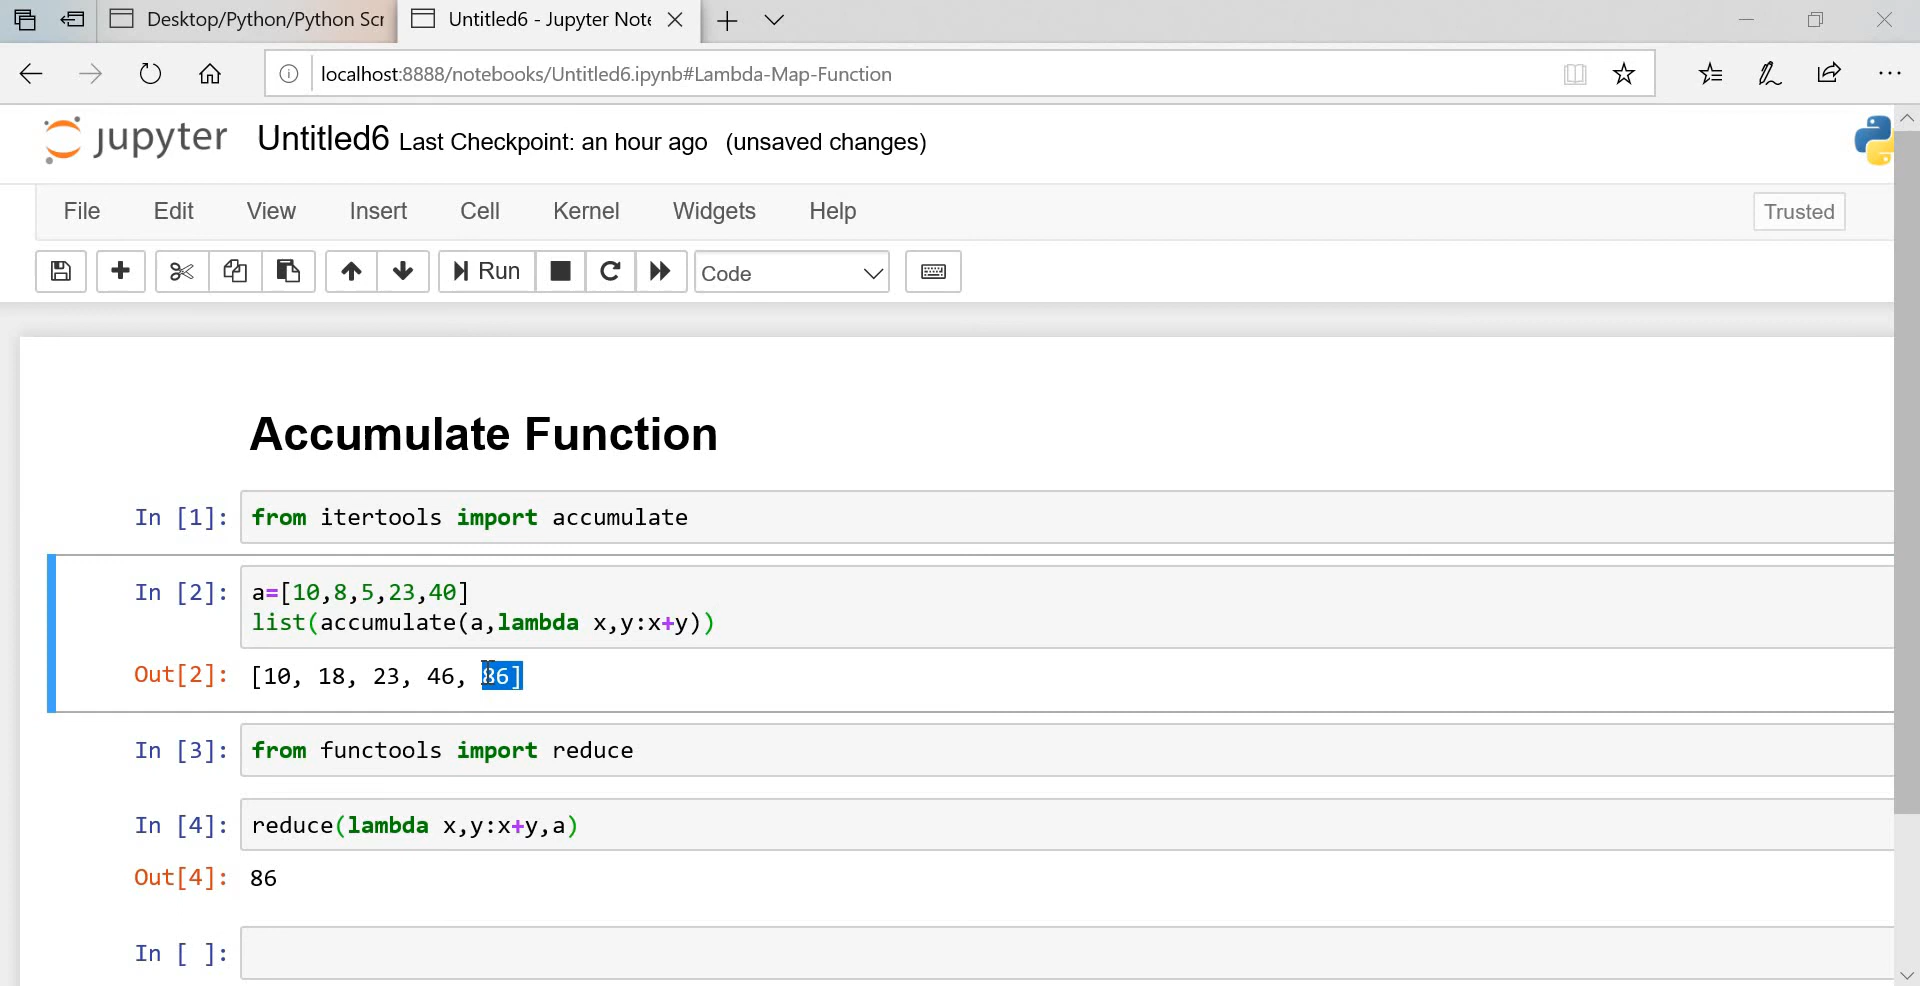 Desktop/Python/Python Scr
Untitled6 - Jupyter Note
localhost:8888/notebooks/Untitled6.ipynb#Lambda-Map-Function
jupyter Untitled6 Last Checkpoint: an hour ago (unsaved changes)
File Edit View Insert Cell Kernel Widgets Help Trusted
Run Code
Accumulate Function
In [1]: from itertools import accumulate
In [2]: a=[10,8,5,23,40]
list(accumulate(a,lambda x,y:x+y))
Out[2]: [10, 18, 23, 46, 86]
In [3]: from functools import reduce
In [4]: reduce(lambda x,y:x+y,a)
Out[4]: 86
In [ ]: